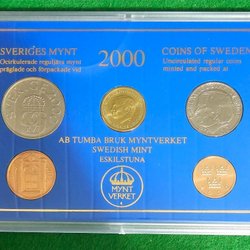 SVERIGES MYNT
Ocirkulerade reguljära mynt
präglade och förpackade vid
2000
COINS OF SWEDEN
Uncirculated regular coins
minted and packed at
AB TUMBA BRUK MYNTVERKET
SWEDISH MINT
ESKILSTUNA
MYNT
VERKET